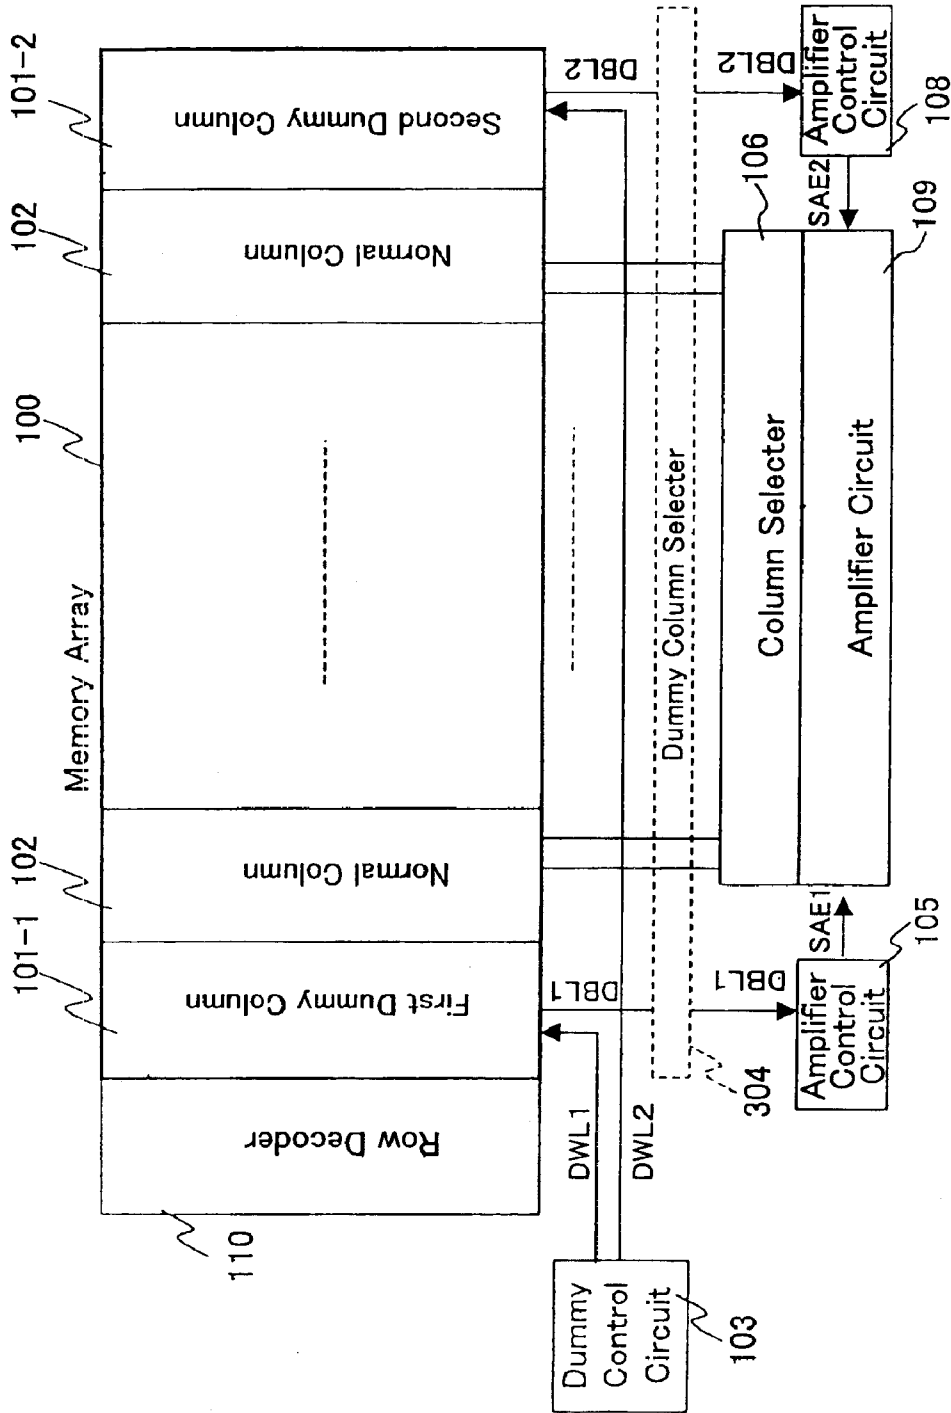 Memory Array
100
110
101-1
102
102
101-2
Row Decoder
First Dummy Column
Normal Column
Normal Column
Second Dummy Column
Dummy
Control
Circuit
103
DWL1
DWL2
DBL1
DBL2
304
Dummy Column Selecter
DBL1
DBL2
Column Selecter
106
Amplifier
Control
Circuit
105
SAE1
Amplifier Circuit
109
SAE2
Amplifier
Control
Circuit
108